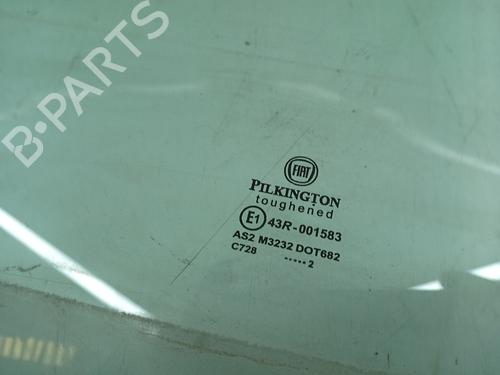 B-PARTS
FIAT
PILKINGTON
toughened
E1 43R-001583
AS2 M3232 DOT682
C728 ..... 2